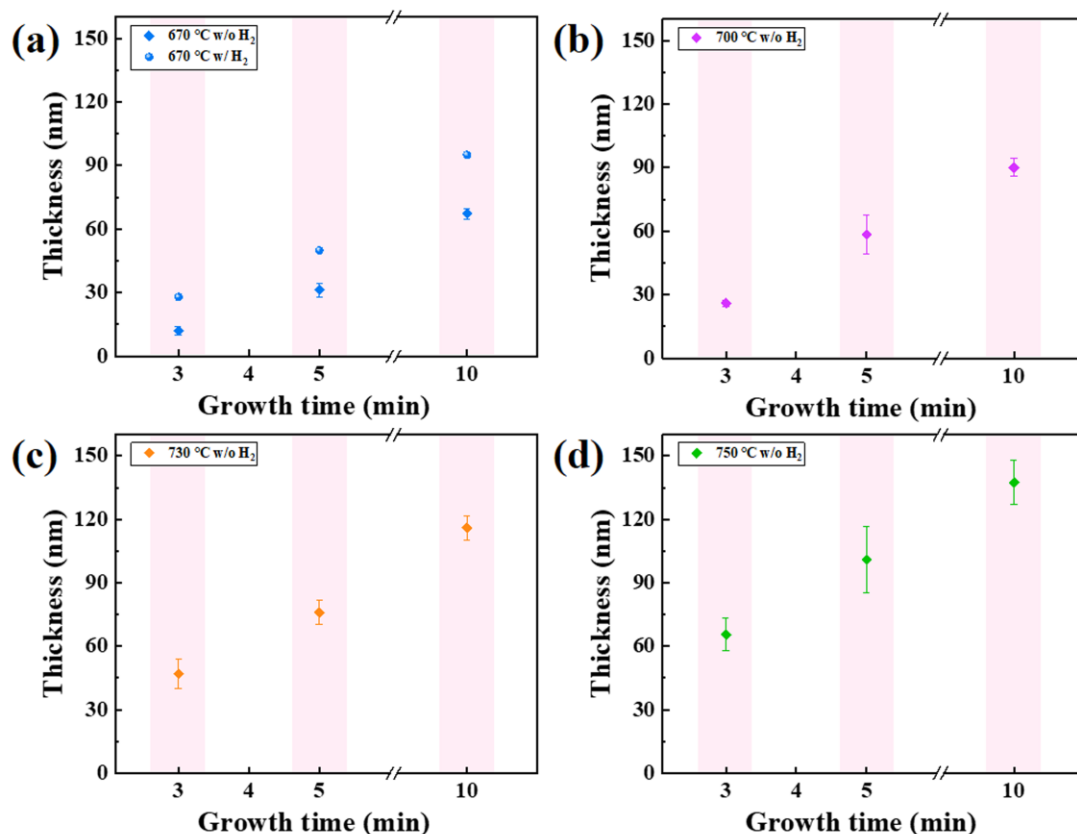 (a)
670 °C w/o H₂
670 °C w/ H₂
150
120
90
60
30
0
Thickness (nm)
3 4 5 10
Growth time (min)
(b)
700 °C w/o H₂
150
120
90
60
30
0
Thickness (nm)
3 4 5 10
Growth time (min)
(c)
730 °C w/o H₂
150
120
90
60
30
0
Thickness (nm)
3 4 5 10
Growth time (min)
(d)
750 °C w/o H₂
150
120
90
60
30
0
Thickness (nm)
3 4 5 10
Growth time (min)